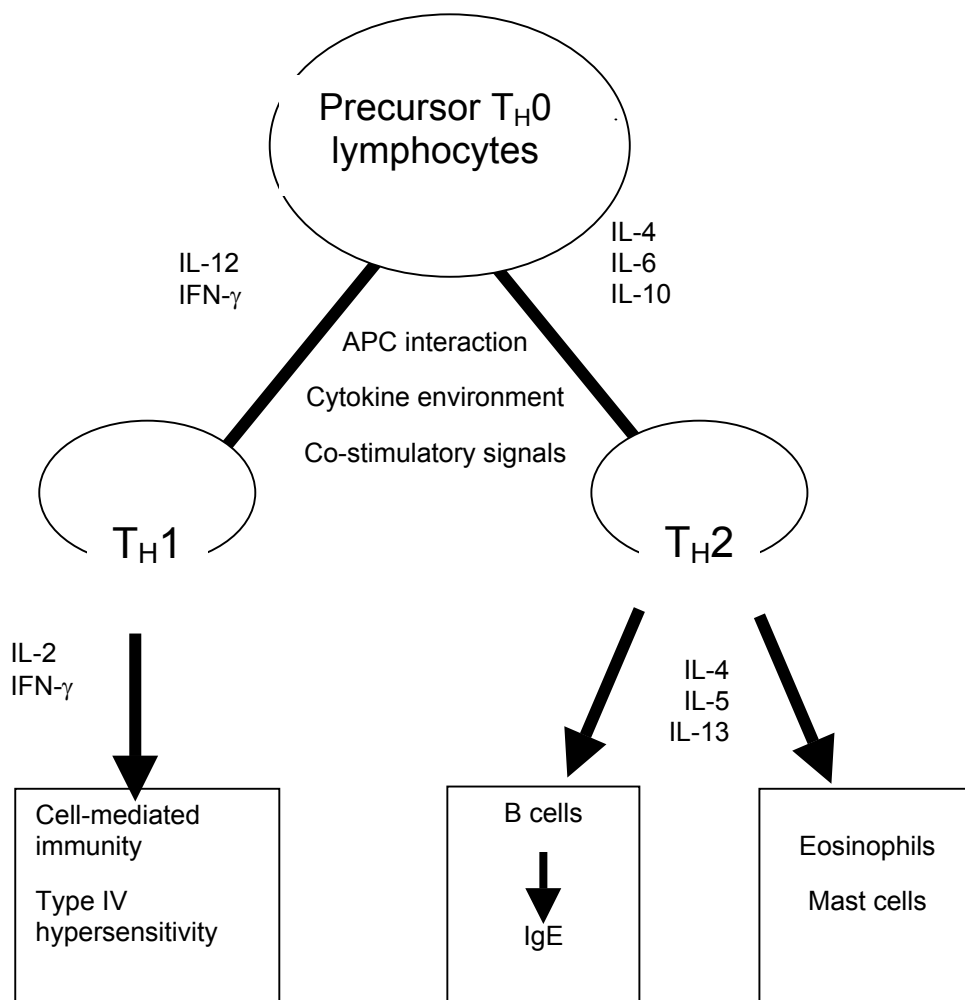 Precursor TH0
lymphocytes
IL-12
IFN-γ
IL-4
IL-6
IL-10
APC interaction
Cytokine environment
Co-stimulatory signals
TH1
TH2
IL-2
IFN-γ
IL-4
IL-5
IL-13
Cell-mediated
immunity
Type IV
hypersensitivity
B cells
IgE
Eosinophils
Mast cells